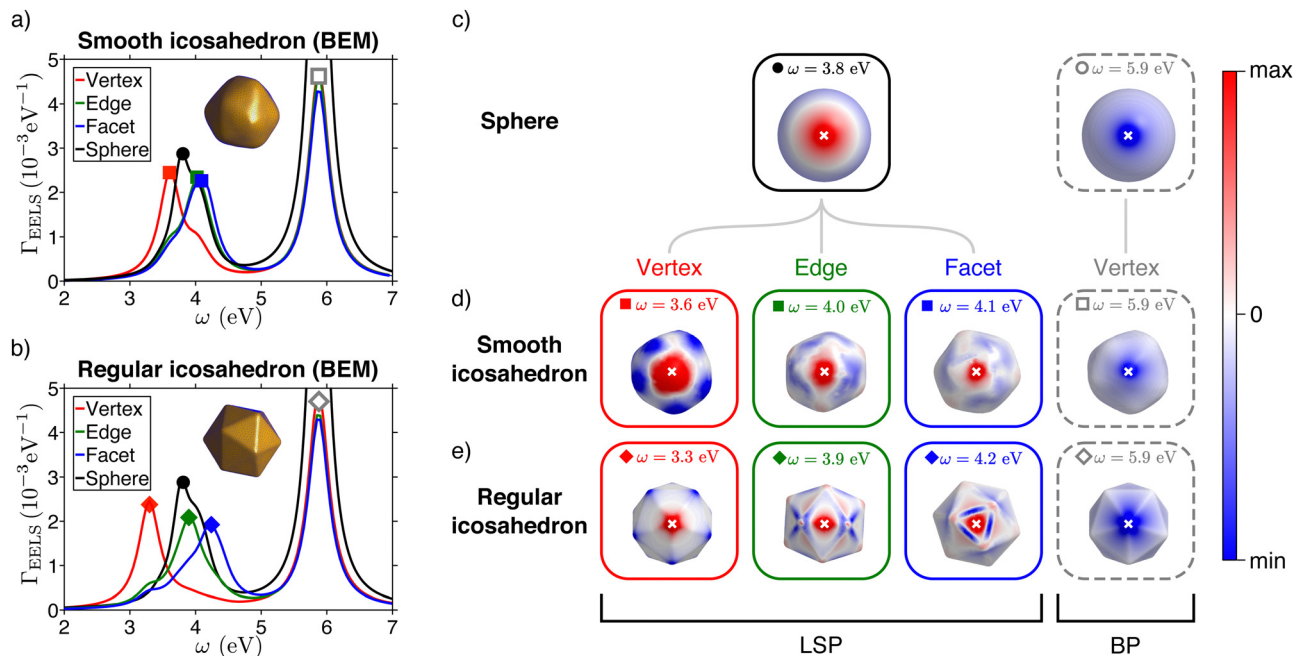 a)
Smooth icosahedron (BEM)
Γ_EELS (10⁻³eV⁻¹)
5
4
3
2
1
0
Vertex
Edge
Facet
Sphere
2 3 4 5 6 7
ω (eV)
b)
Regular icosahedron (BEM)
Γ_EELS (10⁻³eV⁻¹)
5
4
3
2
1
0
Vertex
Edge
Facet
Sphere
2 3 4 5 6 7
ω (eV)
c)
Sphere
ω = 3.8 eV
ω = 5.9 eV
Vertex Edge Facet Vertex
d)
Smooth
icosahedron
ω = 3.6 eV
ω = 4.0 eV
ω = 4.1 eV
ω = 5.9 eV
e)
Regular
icosahedron
ω = 3.3 eV
ω = 3.9 eV
ω = 4.2 eV
ω = 5.9 eV
LSP BP
max
0
min